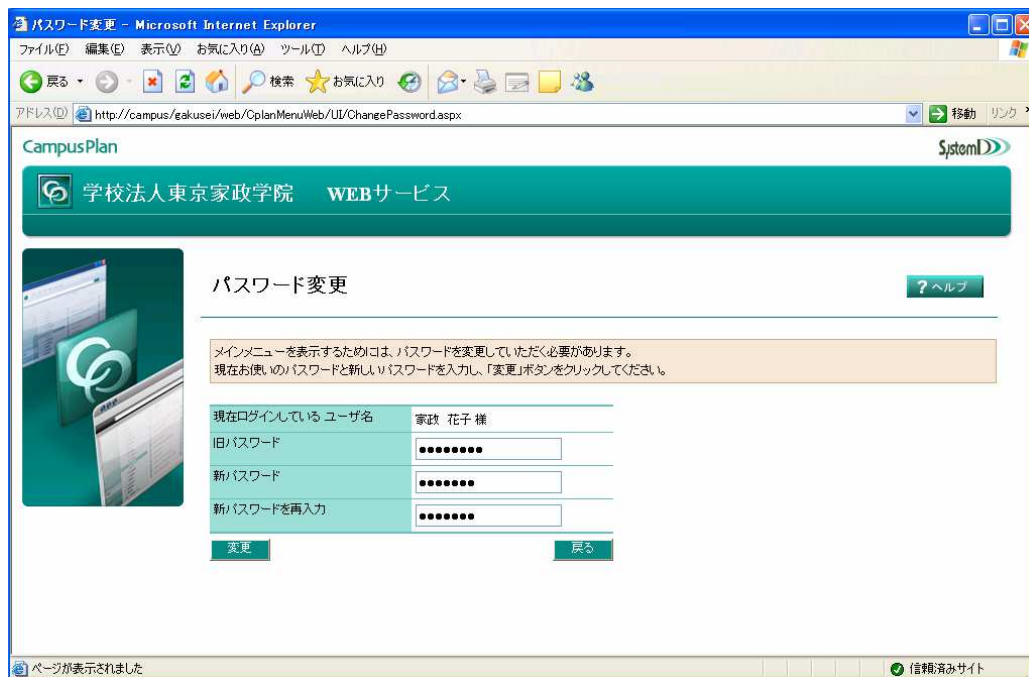 パスワード変更 - Microsoft Internet Explorer
ファイル(F) 編集(E) 表示(V) お気に入り(A) ツール(T) ヘルプ(H)
戻る 検索 お気に入り
アドレス(D) http://campus/gakusei/web/CplanMenuWeb/UI/ChangePassword.aspx 移動 リンク
CampusPlan SystemD
学校法人東京家政学院 WEBサービス
パスワード変更 ?ヘルプ
メインメニューを表示するためには、パスワードを変更していただく必要があります。
現在お使いのパスワードと新しいパスワードを入力し、「変更」ボタンをクリックしてください。
現在ログインしている ユーザ名 家政 花子 様
旧パスワード ●●●●●●●●
新パスワード ●●●●●●●
新パスワードを再入力 ●●●●●●●
変更 戻る
ページが表示されました 信頼済みサイト